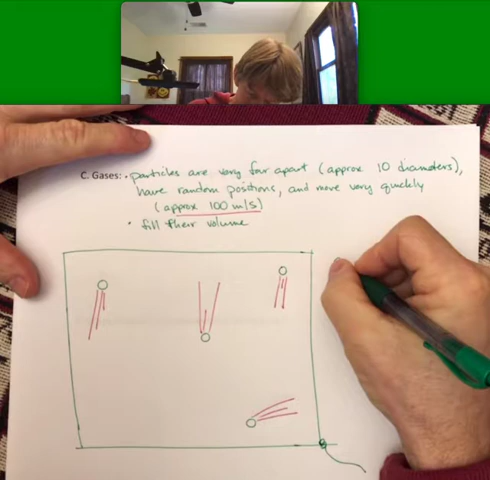 C. Gases: • particles are very far apart (approx 10 diameters),
have random positions, and move very quickly
(approx 100 m/s)
• fill their volume